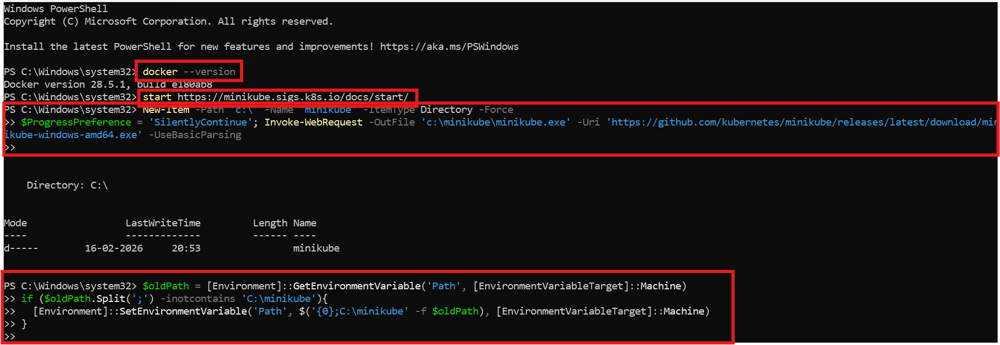 Windows PowerShell
Copyright (C) Microsoft Corporation. All rights reserved.
Install the latest PowerShell for new features and improvements! https://aka.ms/PSWindows
PS C:\Windows\system32> docker --version
Docker version 28.5.1, build e180ab8
PS C:\Windows\system32> start https://minikube.sigs.k8s.io/docs/start/
PS C:\Windows\system32> New-Item -Path 'c:\' -Name 'minikube' -ItemType Directory -Force
>> $ProgressPreference = 'SilentlyContinue'; Invoke-WebRequest -OutFile 'c:\minikube\minikube.exe' -Uri 'https://github.com/kubernetes/minikube/releases/latest/download/min
ikube-windows-amd64.exe' -UseBasicParsing
>>
    Directory: C:\
Mode                 LastWriteTime         Length Name
----                 -------------         ------ ----
d-----        16-02-2026     20:53                minikube
PS C:\Windows\system32> $oldPath = [Environment]::GetEnvironmentVariable('Path', [EnvironmentVariableTarget]::Machine)
>> if ($oldPath.Split(';') -inotcontains 'C:\minikube'){
>>   [Environment]::SetEnvironmentVariable('Path', $('{0};C:\minikube' -f $oldPath), [EnvironmentVariableTarget]::Machine)
>> }
>>